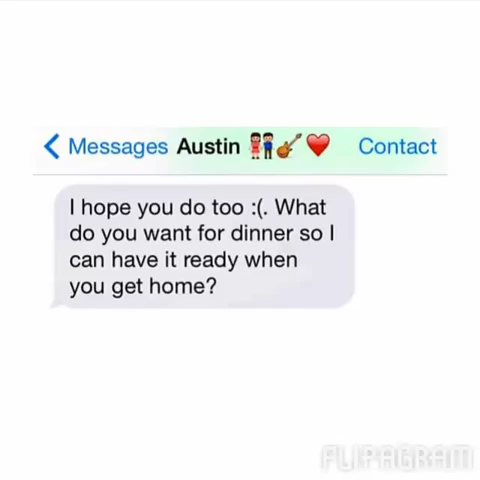 Messages Austin 👫🎸❤️ Contact
I hope you do too :(. What
do you want for dinner so I
can have it ready when
you get home?
FLIPAGRAM